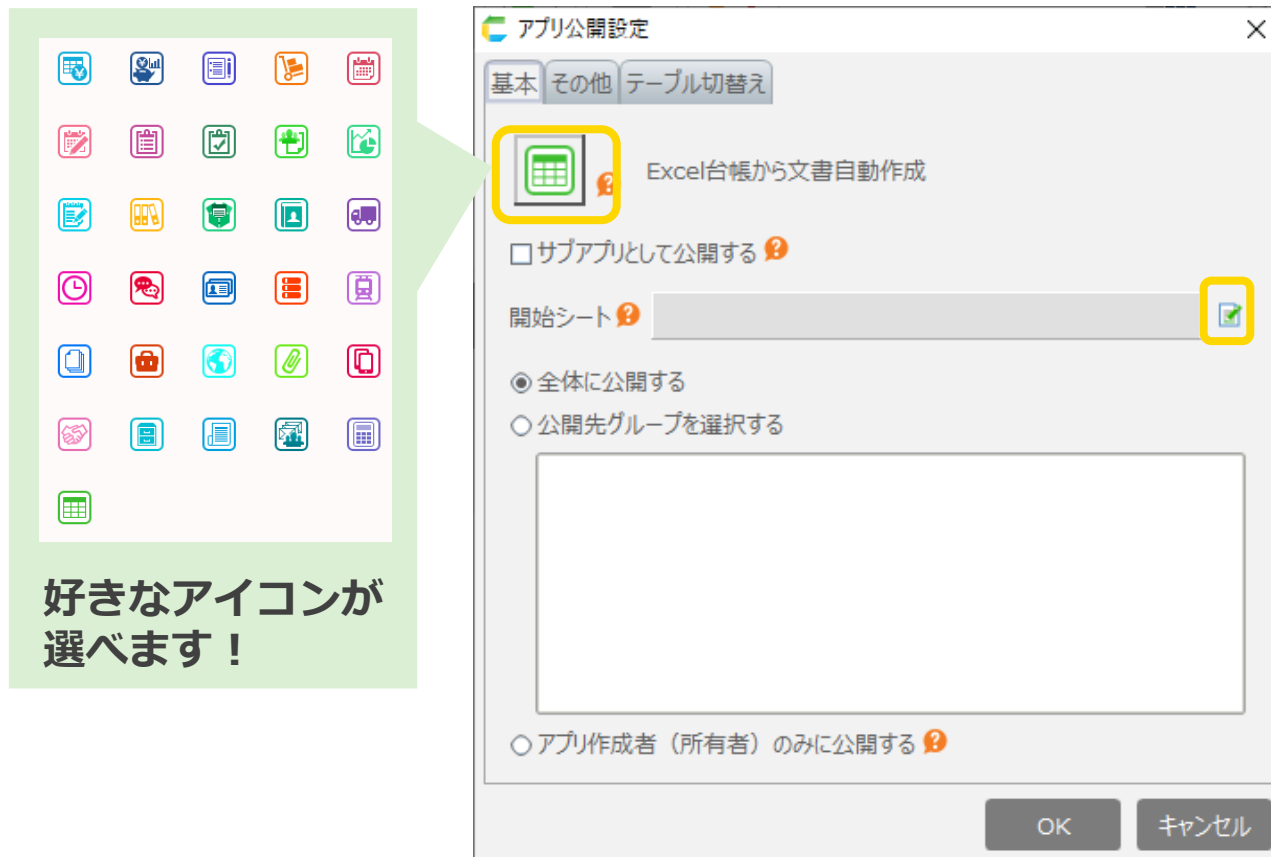 好きなアイコンが
選べます！
アプリ公開設定
基本 その他 テーブル切替え
Excel台帳から文書自動作成
サブアプリとして公開する
開始シート
全体に公開する
公開先グループを選択する
アプリ作成者（所有者）のみに公開する
OK キャンセル